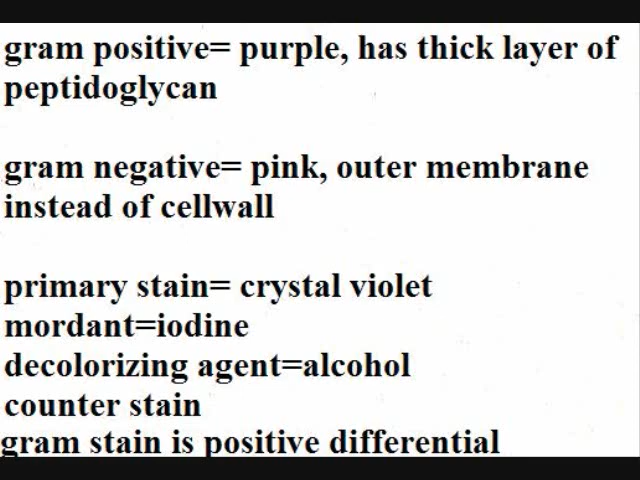 gram positive= purple, has thick layer of
peptidoglycan
gram negative= pink, outer membrane
instead of cellwall
primary stain= crystal violet
mordant=iodine
decolorizing agent=alcohol
counter stain
gram stain is positive differential